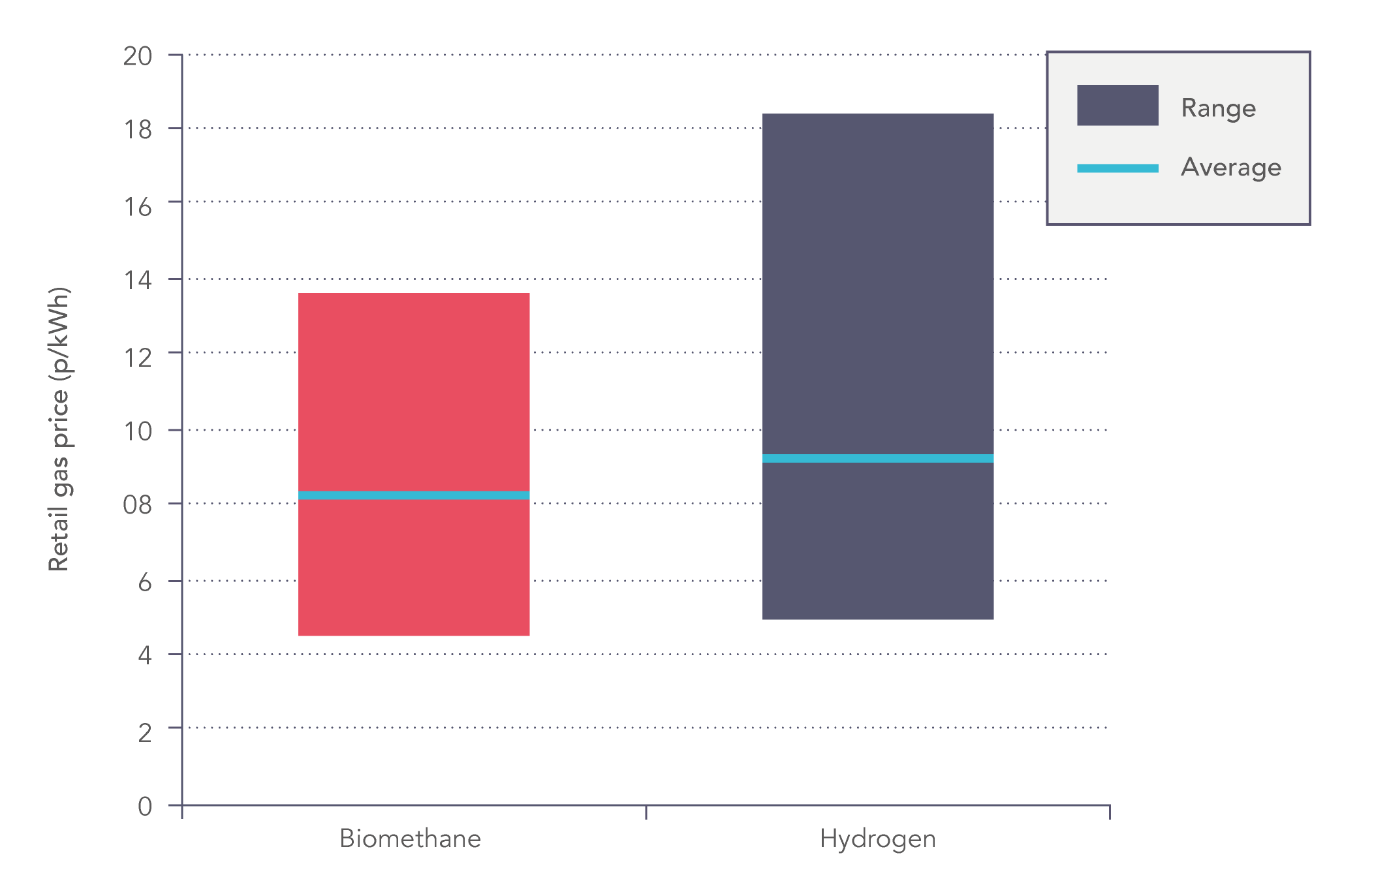 Retail gas price (p/kWh)
20
18
16
14
12
10
08
6
4
2
0
Biomethane
Hydrogen
Range
Average